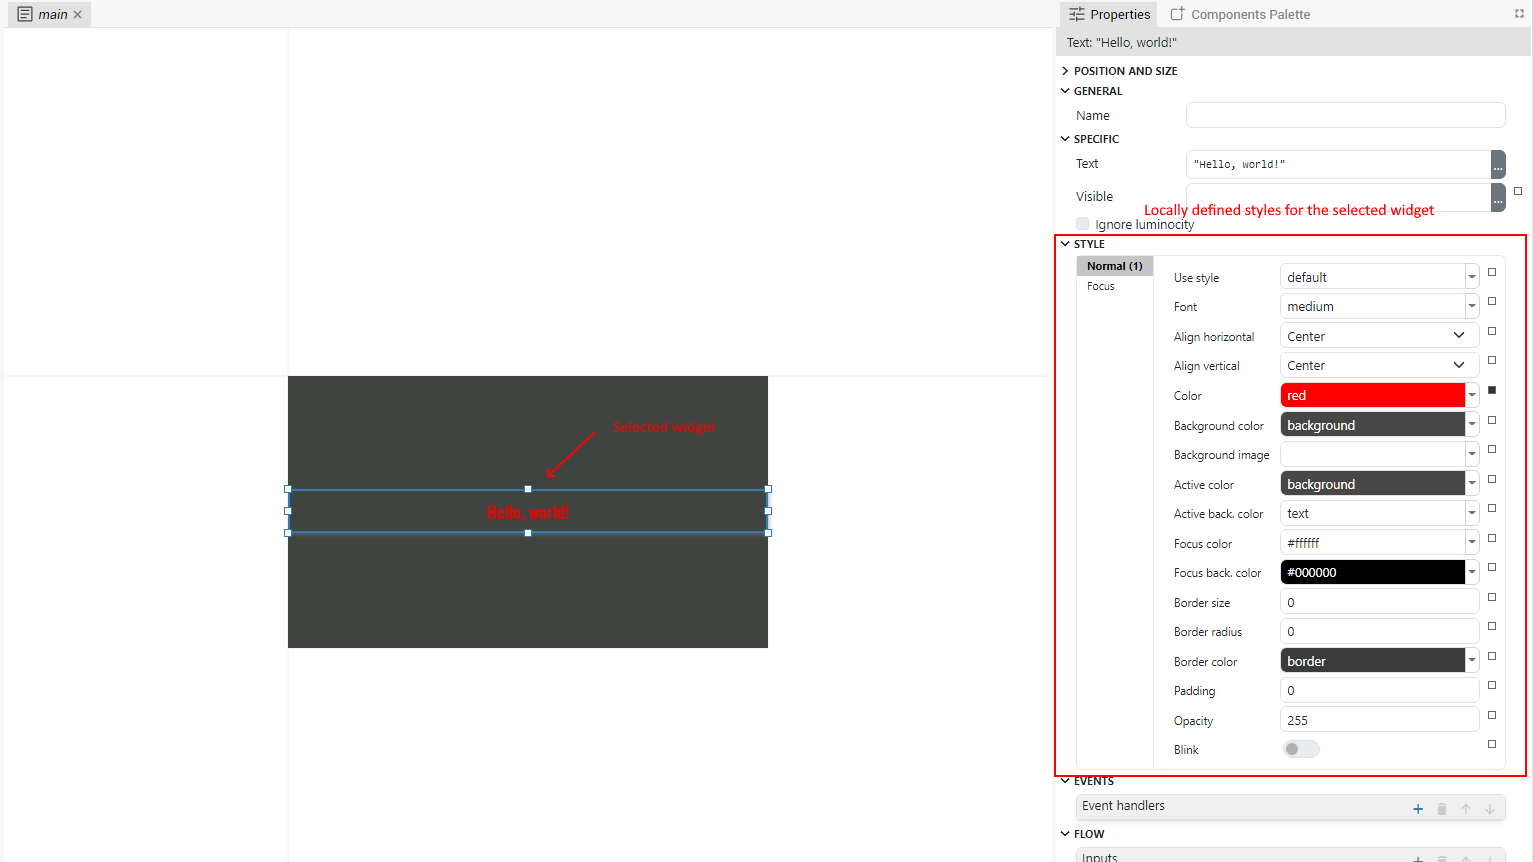 main
Properties
Components Palette
Text: "Hello, world!"
POSITION AND SIZE
GENERAL
Name
SPECIFIC
Text "Hello, world!" ...
Visible ...
Locally defined styles for the selected widget
Ignore luminocity
STYLE
Normal (1)
Focus
Use style default
Font medium
Align horizontal Center
Align vertical Center
Color red
Background color background
Background image
Active color background
Active back. color text
Focus color #ffffff
Focus back. color #000000
Border size 0
Border radius 0
Border color border
Padding 0
Opacity 255
Blink
EVENTS
Event handlers
FLOW
Inputs
Selected widget
Hello, world!